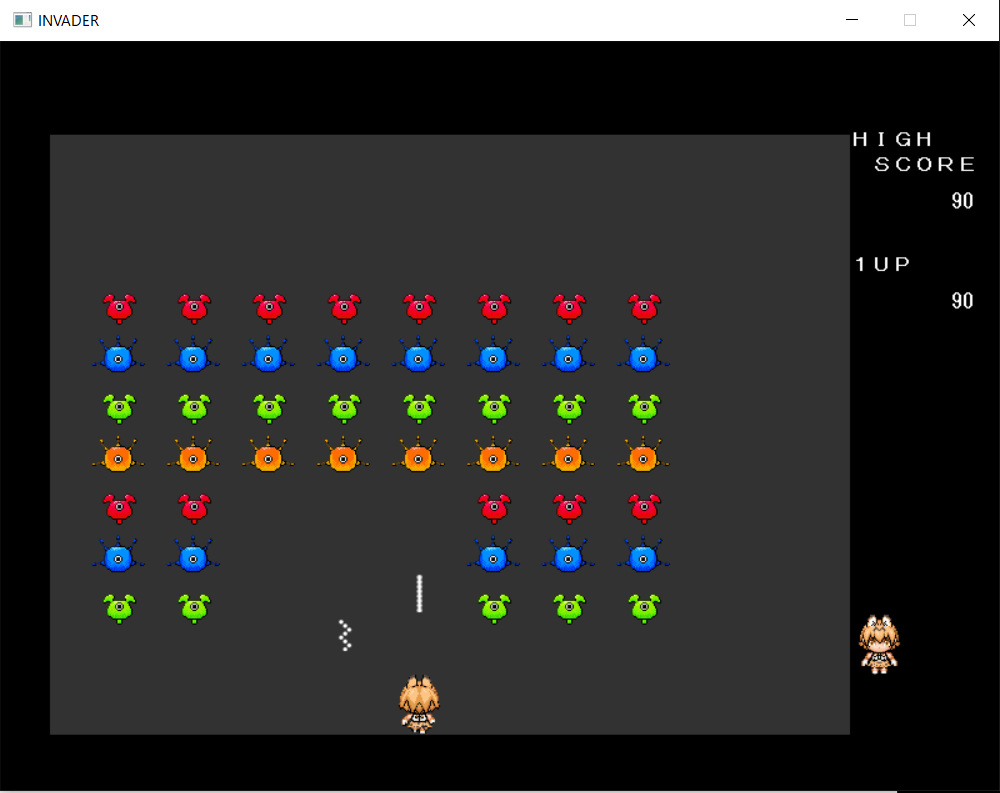 INVADER
HIGH
SCORE
90
1UP
90